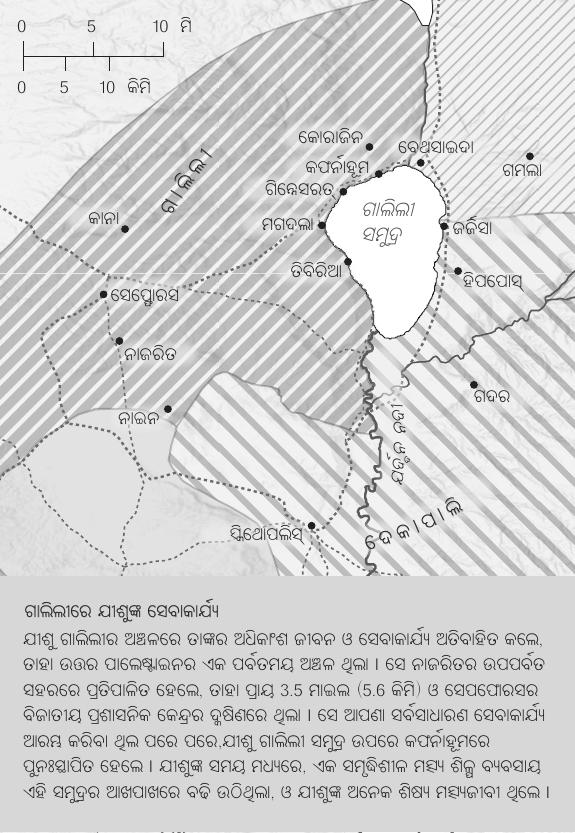 0 5 10 ମି
0 5 10 କିମି
କୋରାଜିନ
ବେଥସାଇଦା
କଫର୍ନାହୂମ
ଗମଲା
ଗିନେସରତ
ଗାଲିଲୀ
ଗାଲିଲୀ
ସମୁଦ୍ର
କାନା
ମଗଦଲା
ଜର୍ଜିସା
ତିବିରିଆ
ହିପପୋସ୍
ସେପ୍ଫୋରସ
ନାଜରିତ
ଗଦର
ନାଇନ
ଯର୍ଦ୍ଦନ ନଦୀ
ସ୍କିଥୋପଲିସ୍
ଦେକାପାଲି
ଗାଲିଲୀରେ ଯୀଶୁଙ୍କ ସେବାକାର୍ଯ୍ୟ
ଯୀଶୁ ଗାଲିଲୀର ଅଞ୍ଚଳରେ ତାଙ୍କର ଅଧିକାଂଶ ଜୀବନ ଓ ସେବାକାର୍ଯ୍ୟ ଅତିବାହିତ କଲେ,
ତାହା ଉତ୍ତର ପାଲେଷ୍ଟାଇନର ଏକ ପର୍ବତମୟ ଅଞ୍ଚଳ ଥିଲା । ସେ ନାଜରିତର ଉପପର୍ବତ
ସହରରେ ପ୍ରତିପାଳିତ ହେଲେ, ତାହା ପ୍ରାୟ 3.5 ମାଇଲ (5.6 କିମି) ଓ ସେପଫୋରସର
ବିଜାତୀୟ ପ୍ରଶାସନିକ କେନ୍ଦ୍ରର ଦକ୍ଷିଣରେ ଥିଲା । ସେ ଆପଣା ସର୍ବସାଧାରଣ ସେବାକାର୍ଯ୍ୟ
ଆରମ୍ଭ କରିବା ଥିଲ ପରେ ପରେ,ଯୀଶୁ ଗାଲିଲୀ ସମୁଦ୍ର ଉପରେ କଫର୍ନାହୂମରେ
ପୁନଃସ୍ଥାପିତ ହେଲେ । ଯୀଶୁଙ୍କ ସମୟ ମଧ୍ୟରେ, ଏକ ସମୃଦ୍ଧିଶୀଳ ମତ୍ସ୍ୟ ଶିଳ୍ପ ବ୍ୟବସାୟ
ଏହି ସମୁଦ୍ରର ଆଖପାଖରେ ବଢି ଉଠିଥିଲା, ଓ ଯୀଶୁଙ୍କ ଅନେକ ଶିଷ୍ୟ ମତ୍ସ୍ୟଜୀବୀ ଥିଲେ ।